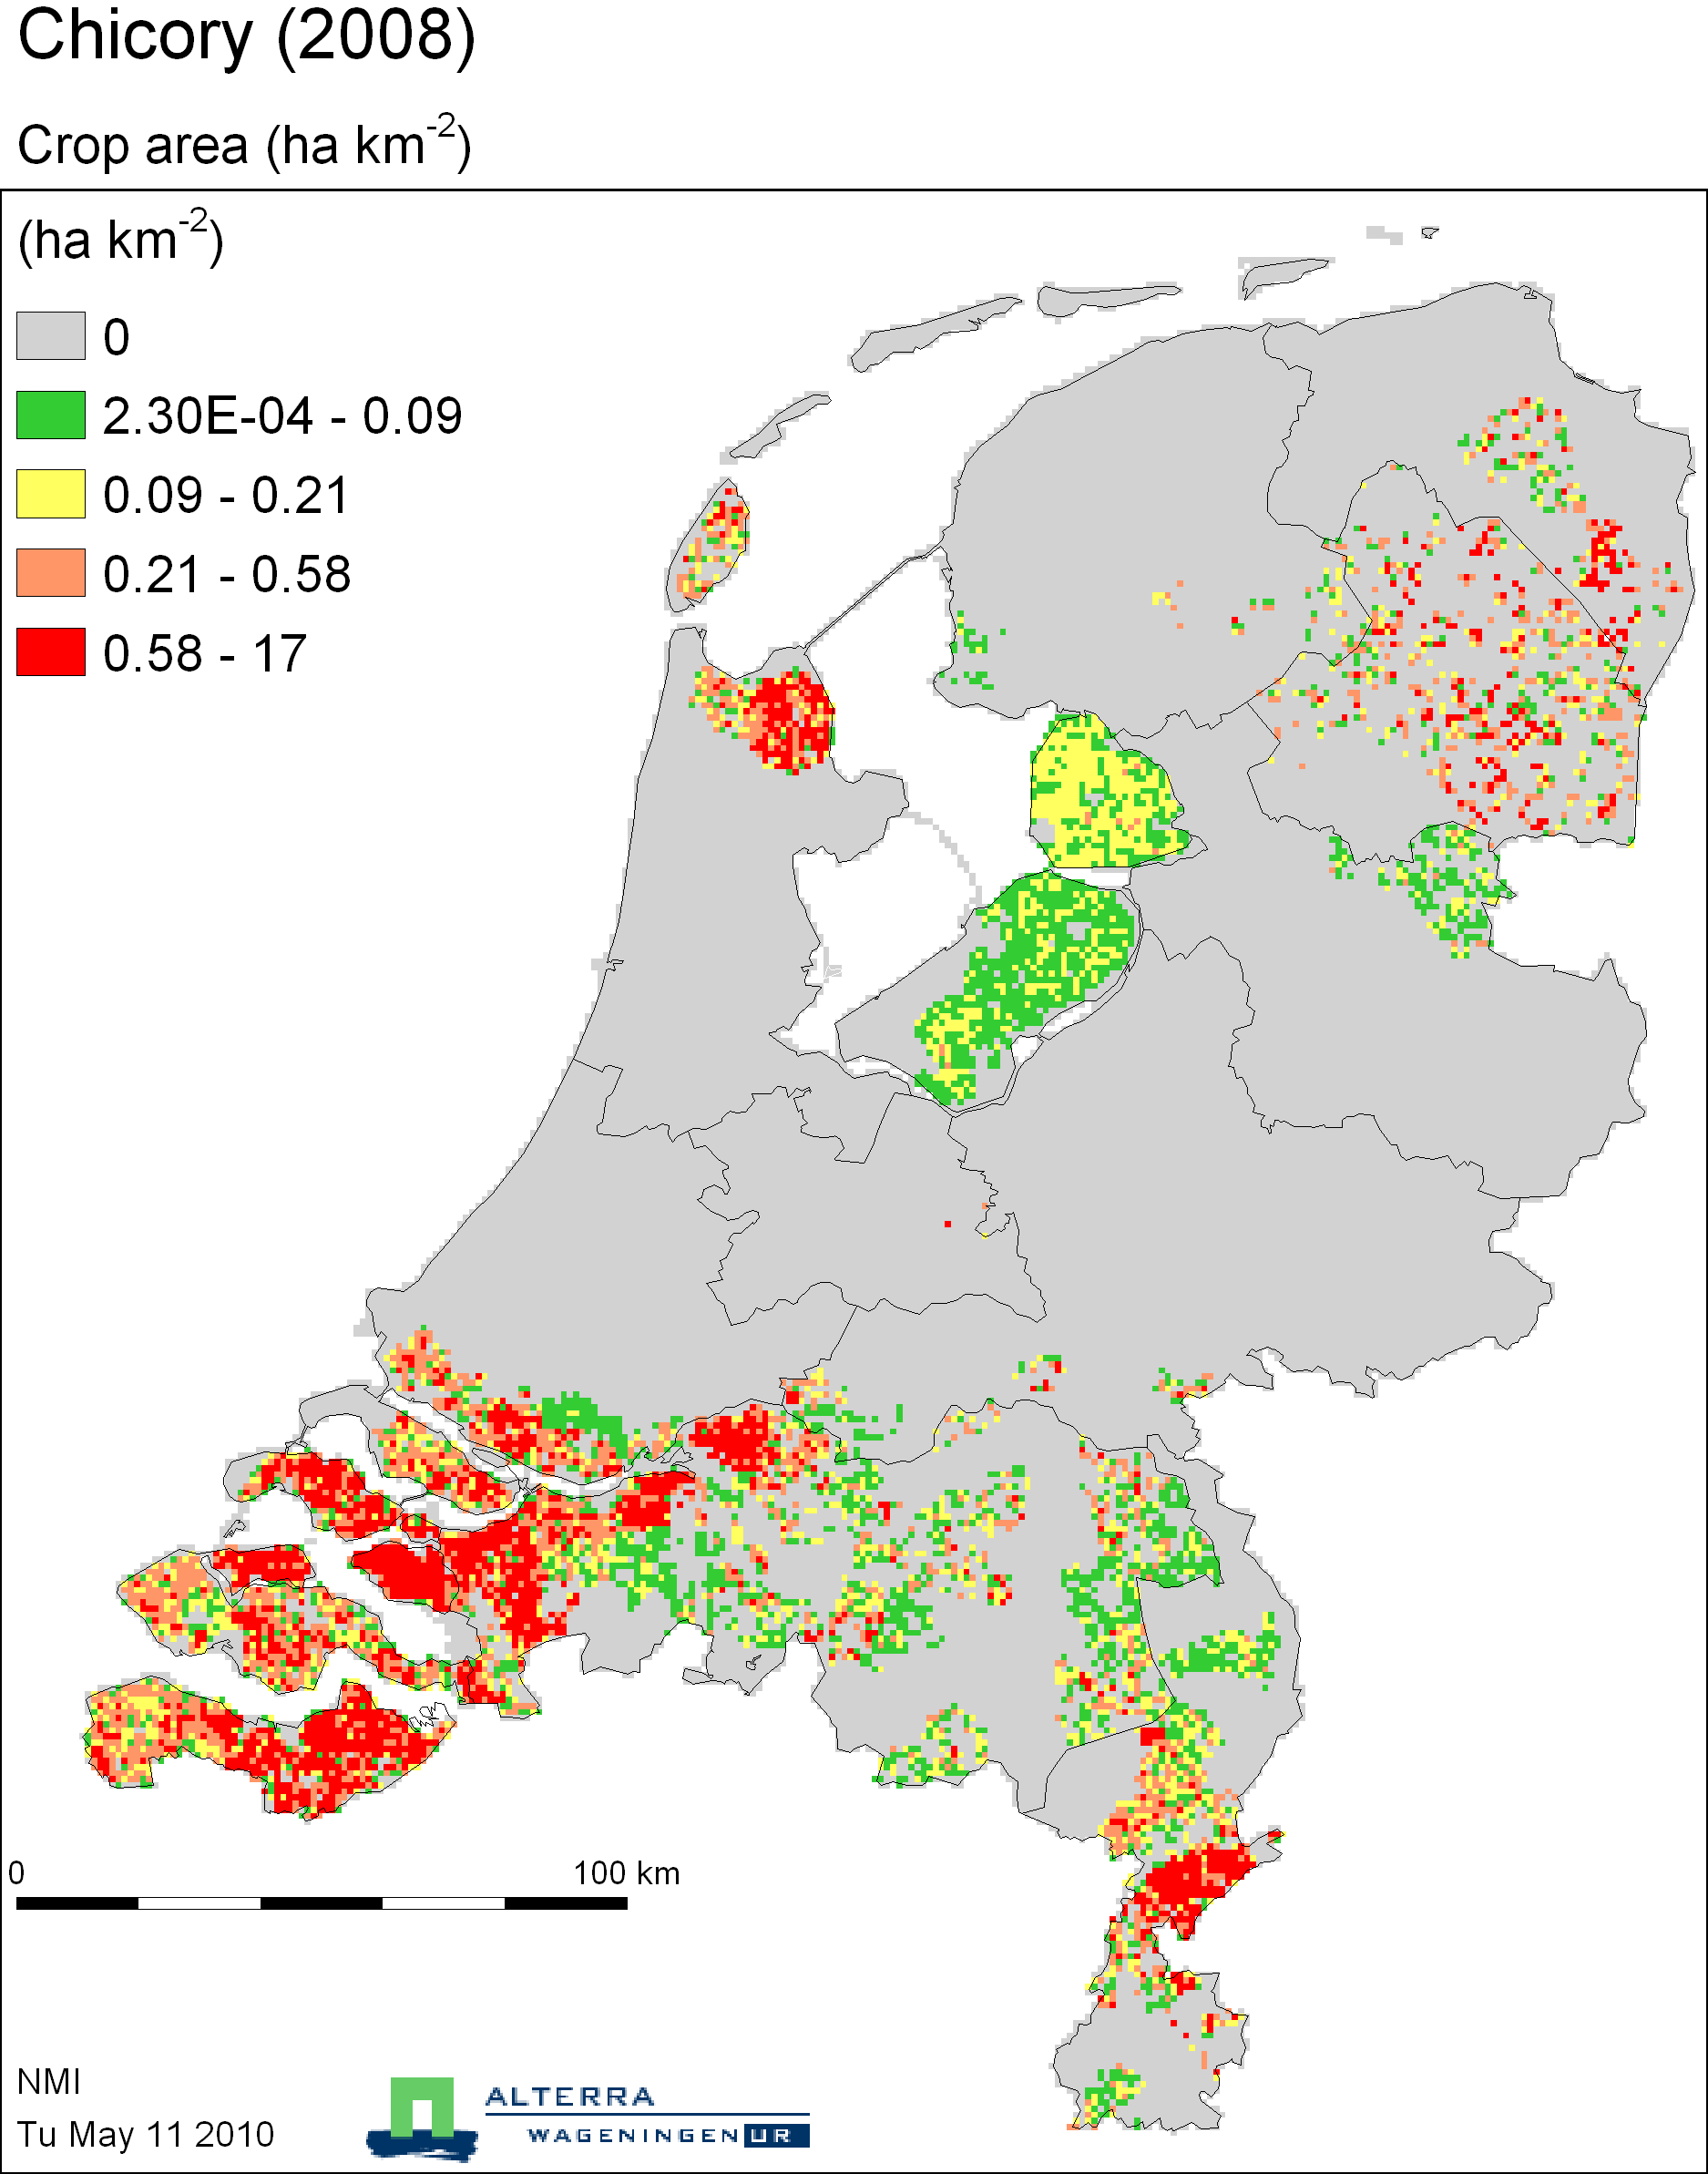 Chicory (2008)
Crop area (ha km-2)
(ha km-2)
0
2.30E-04 - 0.09
0.09 - 0.21
0.21 - 0.58
0.58 - 17
0 100 km
NMI
Tu May 11 2010
ALTERRA
WAGENINGEN UR